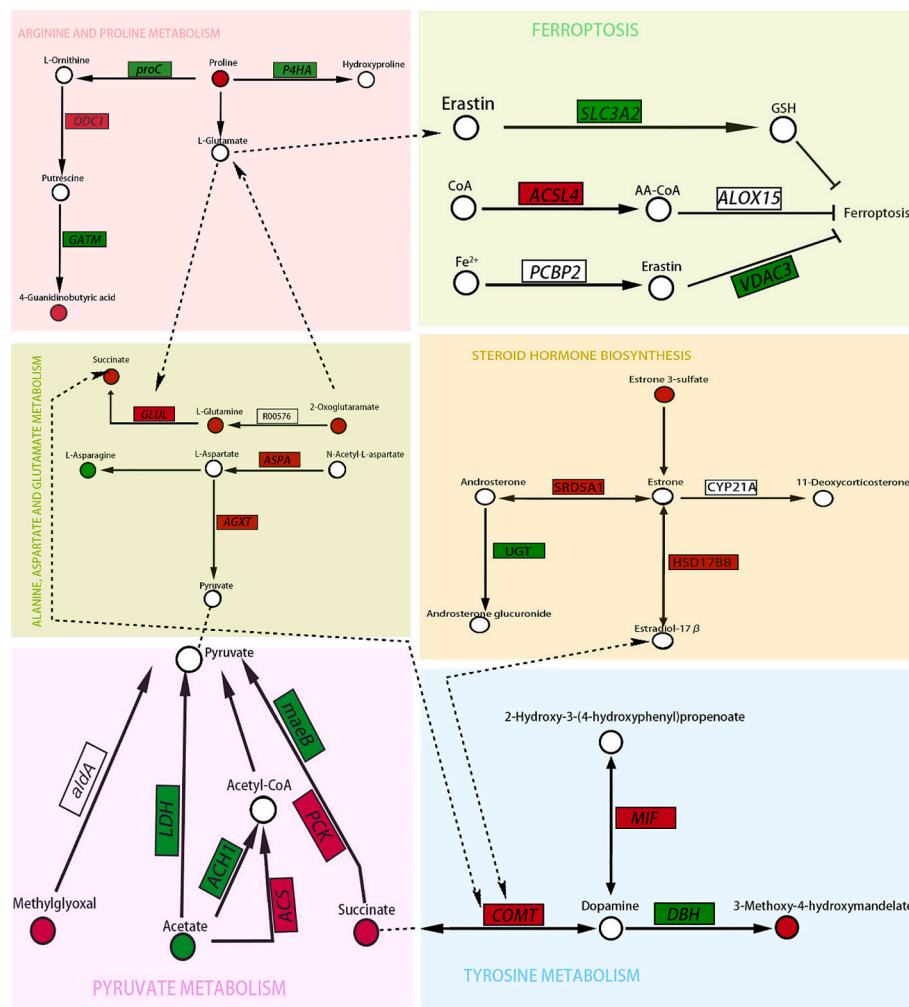 ARGININE AND PROLINE METABOLISM
L-Ornithine
proC
Proline
P4HA
Hydroxyproline
ODC1
L-Glutamate
Putrescine
GATM
4-Guanidinobutyric acid
FERROPTOSIS
Erastin
SLC3A2
GSH
CoA
ACSL4
AA-CoA
ALOX15
Ferroptosis
Fe²⁺
PCBP2
Erastin
VDAC3
ALANINE, ASPARTATE AND GLUTAMATE METABOLISM
Succinate
GLUL
L-Glutamine
R00576
2-Oxoglutaramate
L-Asparagine
L-Aspartate
ASPA
N-Acetyl-L-aspartate
AGXT
Pyruvate
STEROID HORMONE BIOSYNTHESIS
Estrone 3-sulfate
Androsterone
SRD5A1
Estrone
CYP21A
11-Deoxycorticosterone
UGT
HSD17B8
Androsterone glucuronide
Estradiol-17 β
Pyruvate
maeB
aldA
LDH
Acetyl-CoA
PCK
ACH1
ACS
Methylglyoxal
Acetate
Succinate
PYRUVATE METABOLISM
2-Hydroxy-3-(4-hydroxyphenyl)propenoate
MIF
COMT
Dopamine
DBH
3-Methoxy-4-hydroxymandelate
TYROSINE METABOLISM